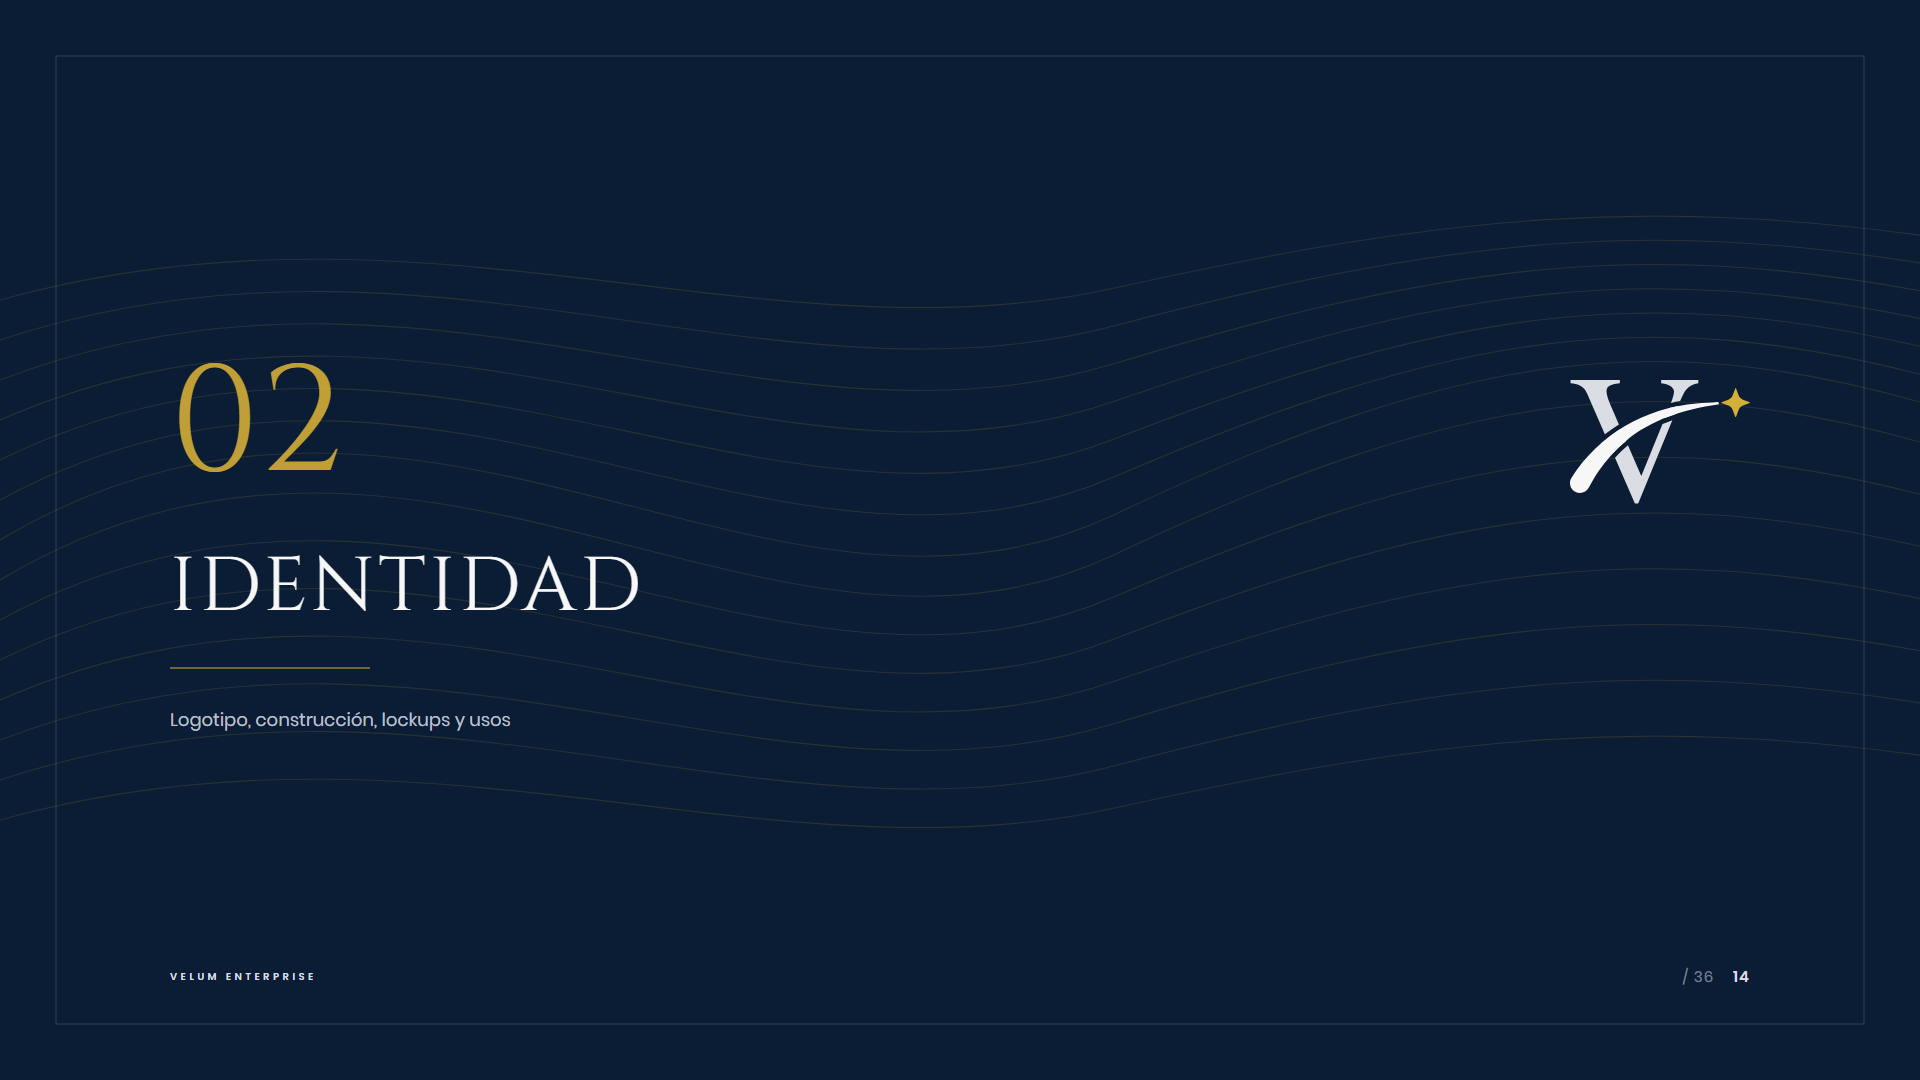 02
IDENTIDAD
Logotipo, construcción, lockups y usos
V
VELUM ENTERPRISE
/ 36 14